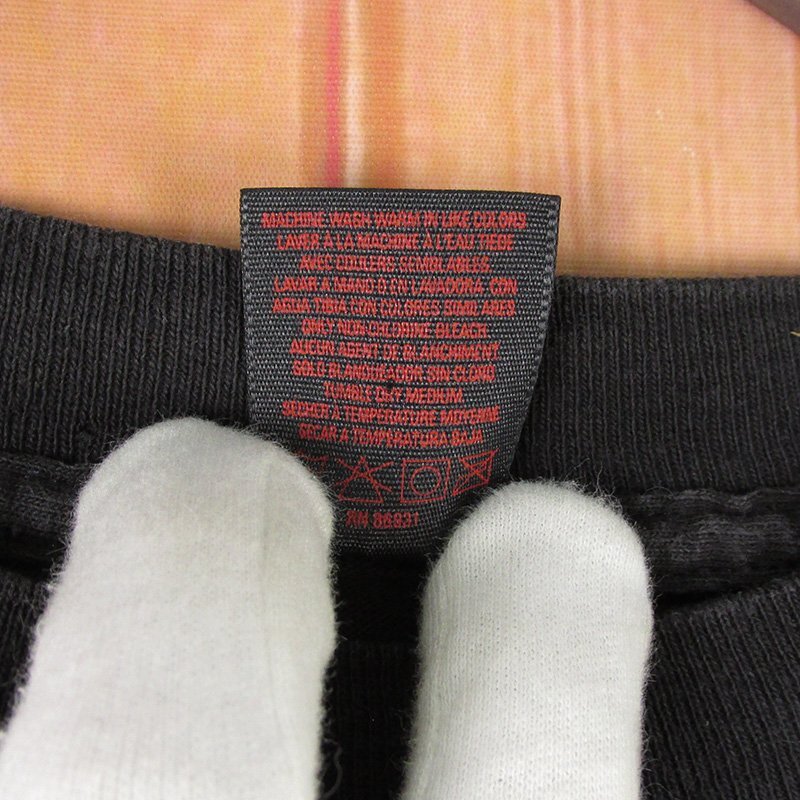 MACHINE WASH WARM IN LIKE COLORS
LAVER À LA MACHINE À L'EAU TIEDE
AVEC COULERS SEMBLABLES
LAVAR A MANO O EN LAVADORA, CON
AGUA TIBIA CON COLORES SIMILARES
ONLY NON-CHLORINE BLEACH
AUCUN AGENT DE BLANCHIMENT
SOLO BLANQUEADOR SIN CLORO
TUMBLE DRY MEDIUM
SECHER A TEMPERATURE MOYENNE
SECAR A TEMPERATURA BAJA
RN 86931